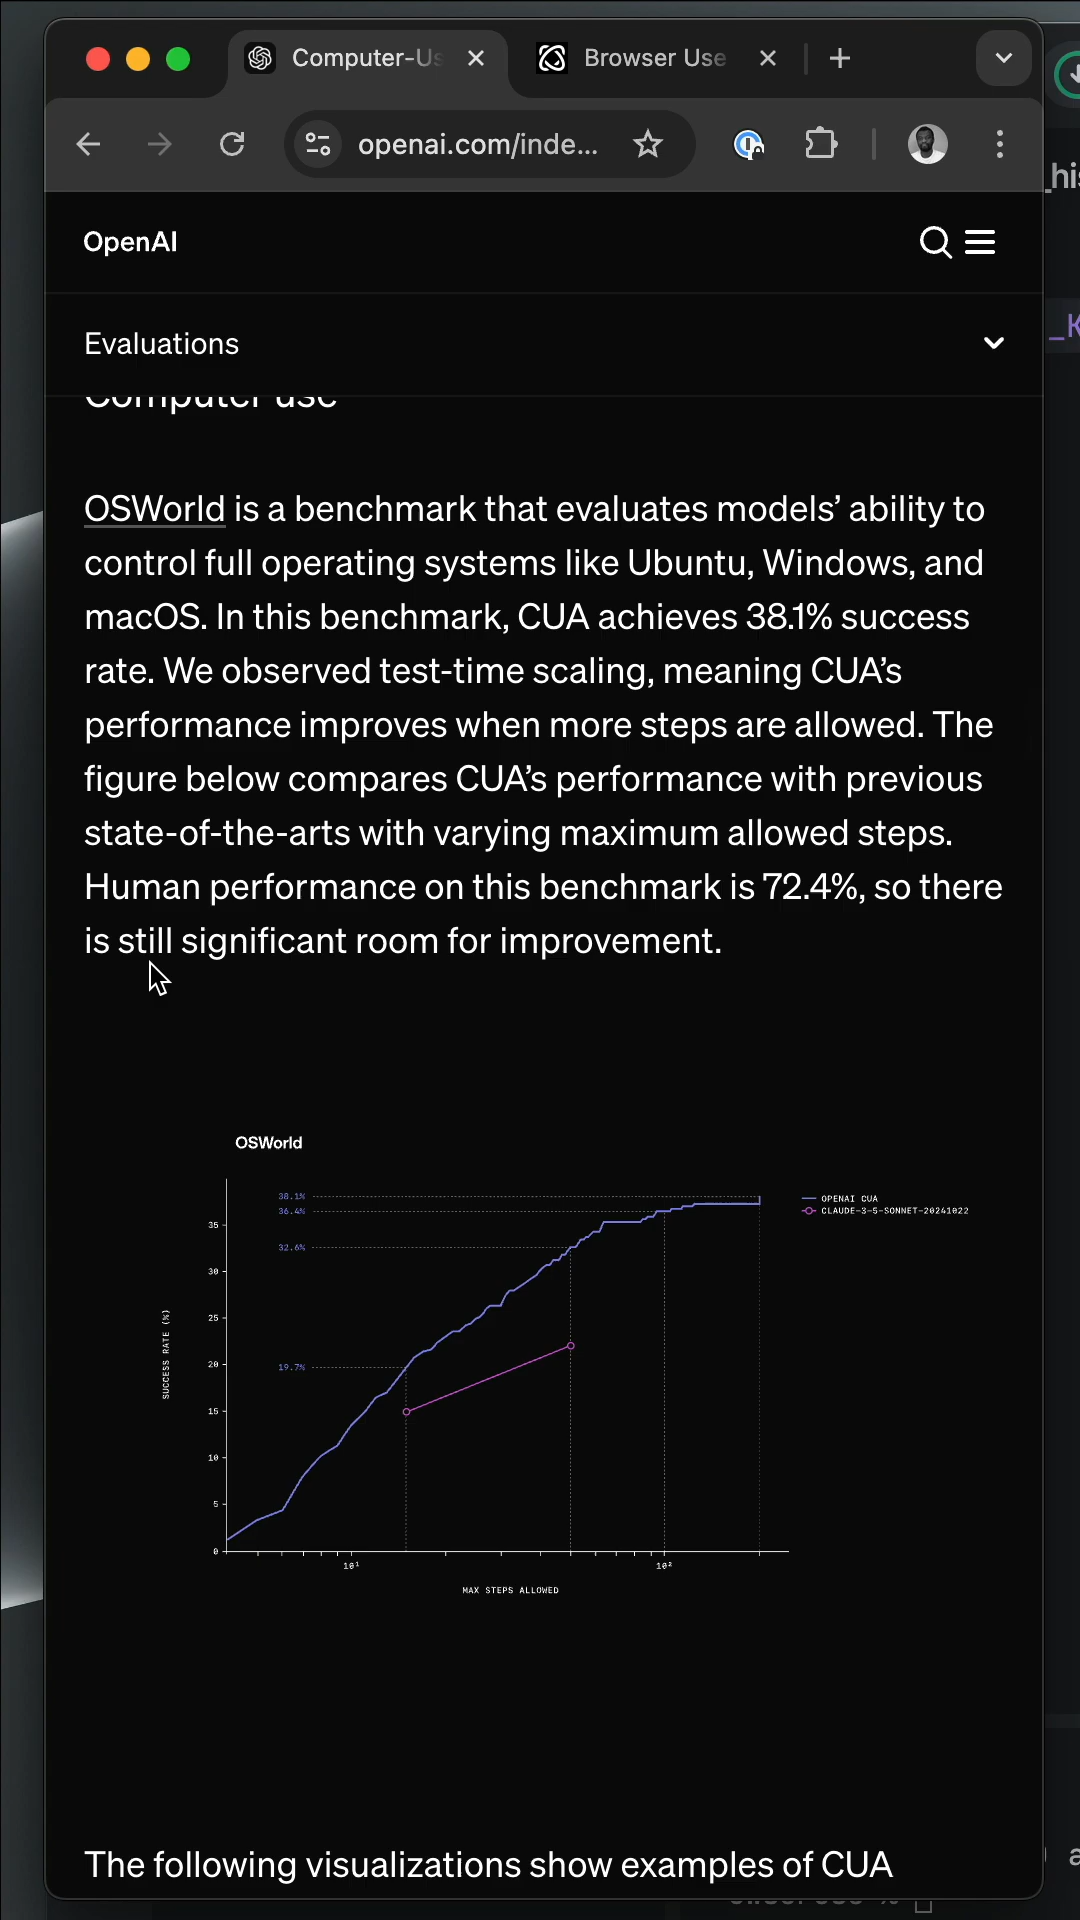 Computer-Us
Browser Use
openai.com/inde...
OpenAI
Evaluations
Computer use
OSWorld is a benchmark that evaluates models’ ability to
control full operating systems like Ubuntu, Windows, and
macOS. In this benchmark, CUA achieves 38.1% success
rate. We observed test-time scaling, meaning CUA’s
performance improves when more steps are allowed. The
figure below compares CUA’s performance with previous
state-of-the-arts with varying maximum allowed steps.
Human performance on this benchmark is 72.4%, so there
is still significant room for improvement.
OSWorld
38.1%
36.4%
32.6%
19.7%
35
30
25
20
15
10
5
0
SUCCESS RATE (%)
10¹
10²
MAX STEPS ALLOWED
OPENAI CUA
CLAUDE-3-5-SONNET-20241022
The following visualizations show examples of CUA
_his
_K